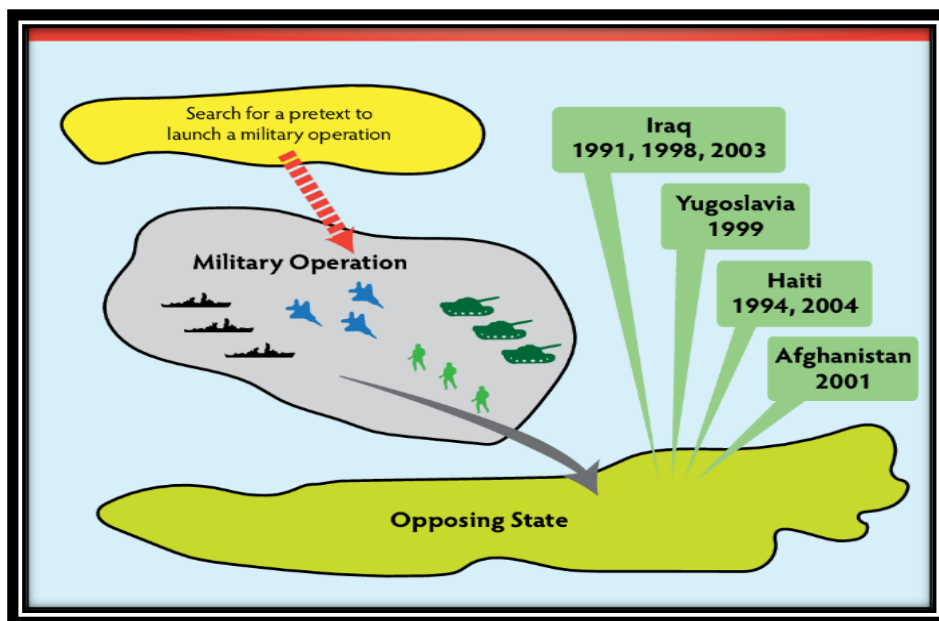 Search for a pretext to
launch a military operation
Iraq
1991, 1998, 2003
Yugoslavia
1999
Military Operation
Haiti
1994, 2004
Afghanistan
2001
Opposing State